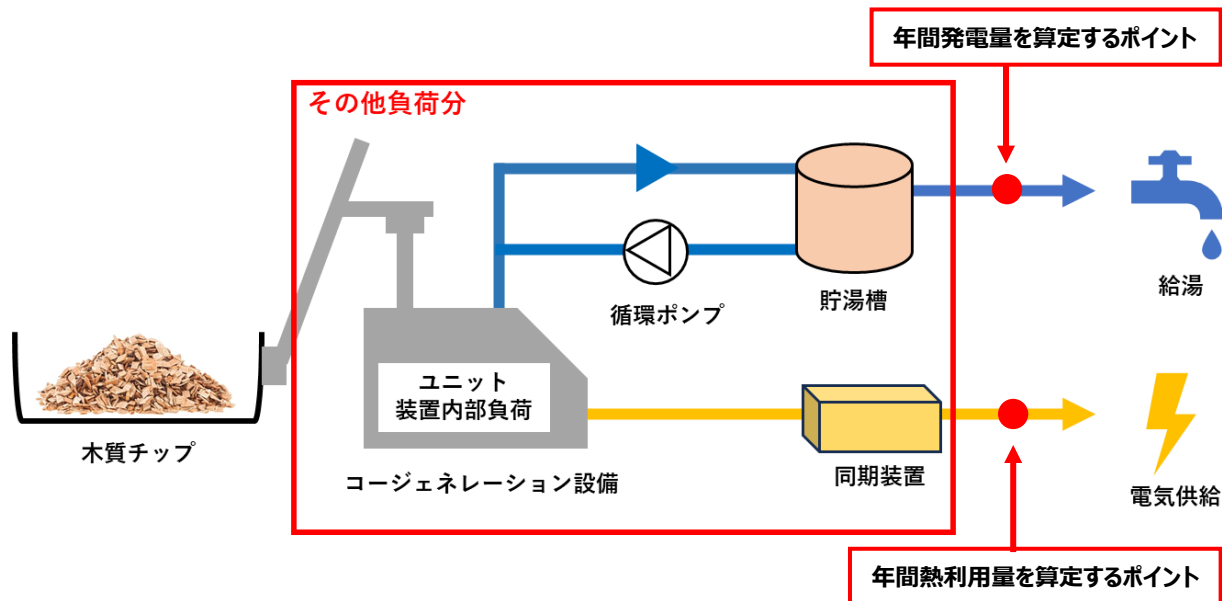 年間発電量を算定するポイント
その他負荷分
循環ポンプ
貯湯槽
給湯
ユニット
装置内部負荷
木質チップ
コージェネレーション設備
同期装置
電気供給
年間熱利用量を算定するポイント